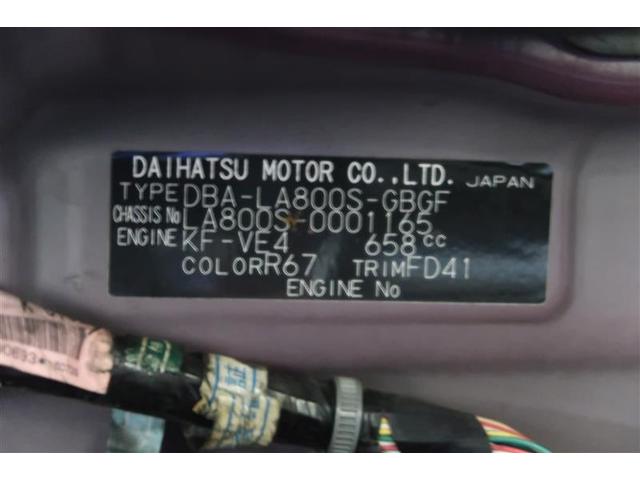 DAIHATSU MOTOR CO.,LTD. JAPAN
TYPE DBA-LA800S-GBGF
CHASSIS No LA800S-0001165
ENGINE KF-VE4 658cc
COLOR R67 TRIM FD41
ENGINE No